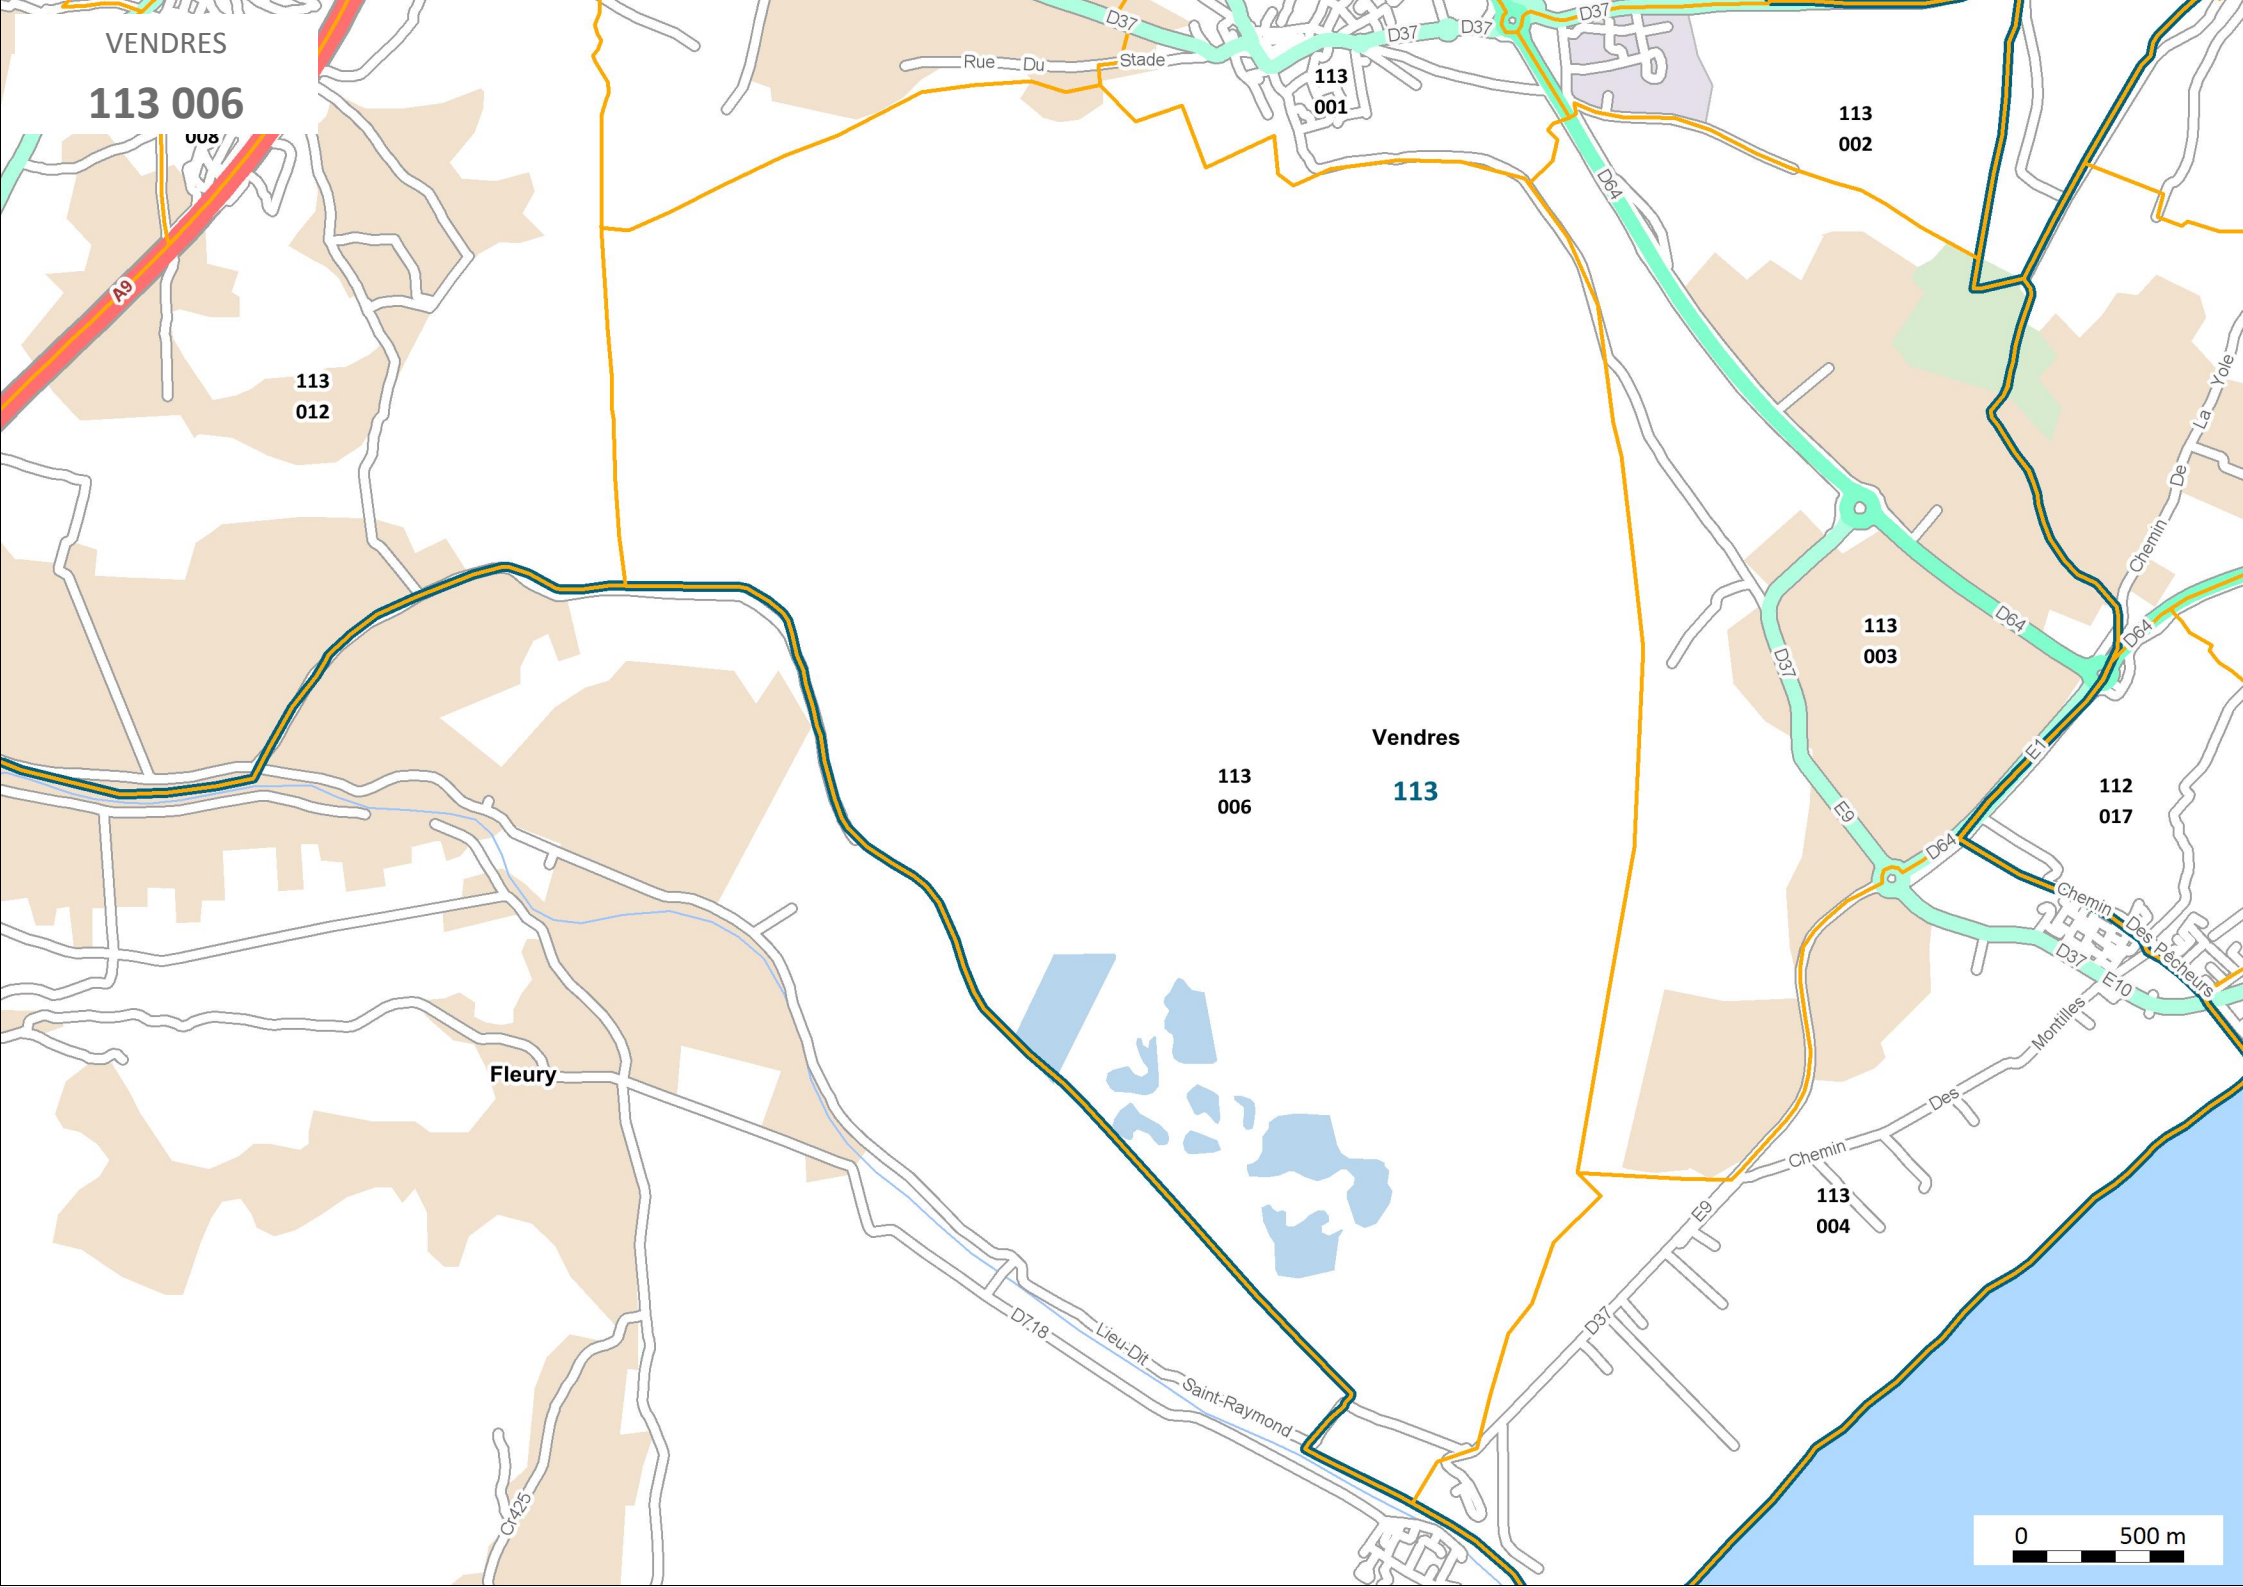 VENDRES
113 006
008
D37
Rue Du Stade
D37
D37
D37
113
001
113
002
D64
A9
113
012
La Yole
Chemin De
113
003
D64
D64
D37
E1
Vendres
113
113
006
112
017
E9
D64
Chemin Des Pêcheurs
D37
E10
Fleury
Chemin Des Montilles
113
004
E9
D37
D718
Lieu-Dit Saint-Raymond
Cr425
0 500 m